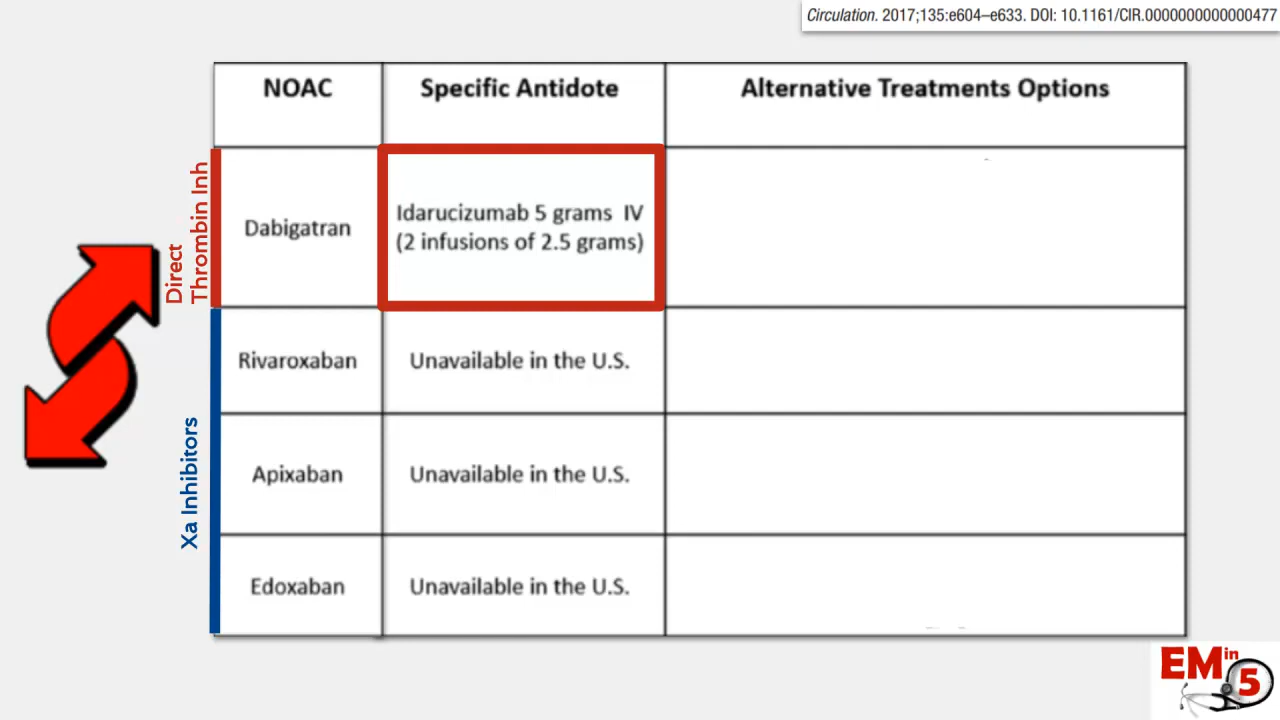 Circulation. 2017;135:e604–e633. DOI: 10.1161/CIR.0000000000000477
NOAC
Specific Antidote
Alternative Treatments Options
Direct
Thrombin Inh
Dabigatran
Idarucizumab 5 grams IV
(2 infusions of 2.5 grams)
Xa Inhibitors
Rivaroxaban
Unavailable in the U.S.
Apixaban
Unavailable in the U.S.
Edoxaban
Unavailable in the U.S.
EM in 5